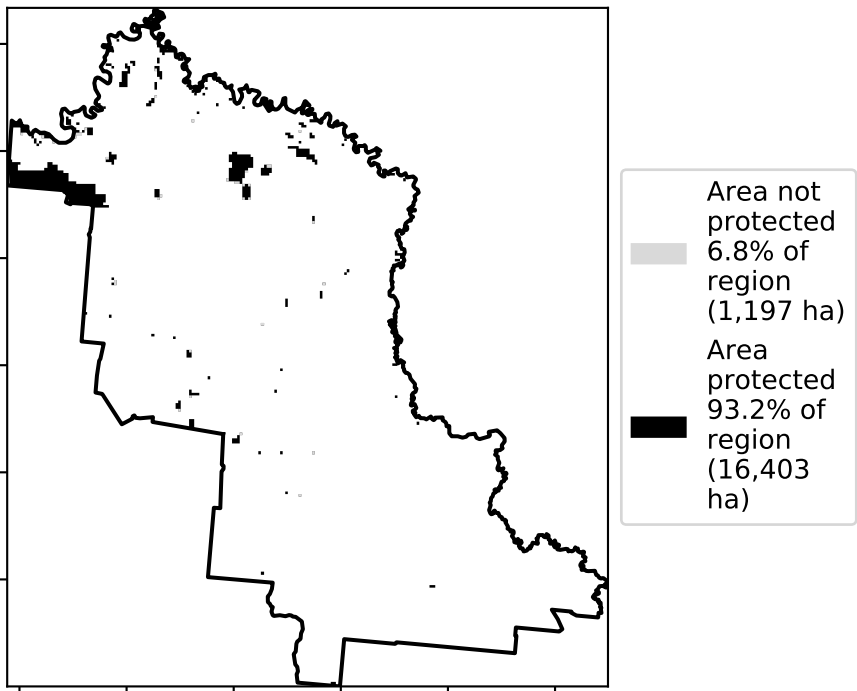 Area not
protected
6.8% of
region
(1,197 ha)
Area
protected
93.2% of
region
(16,403
ha)